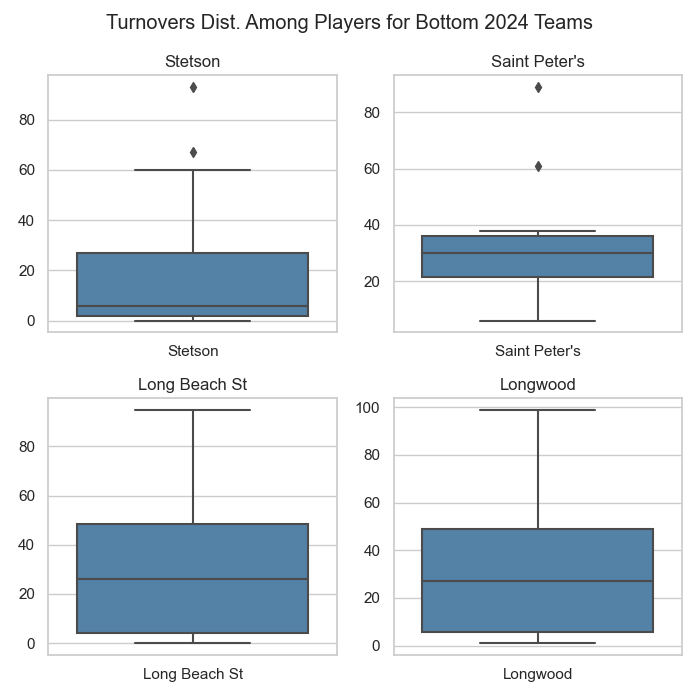 Turnovers Dist. Among Players for Bottom 2024 Teams
Stetson
80
60
40
20
0
Stetson
Saint Peter's
80
60
40
20
Saint Peter's
Long Beach St
80
60
40
20
0
Long Beach St
Longwood
100
80
60
40
20
0
Longwood